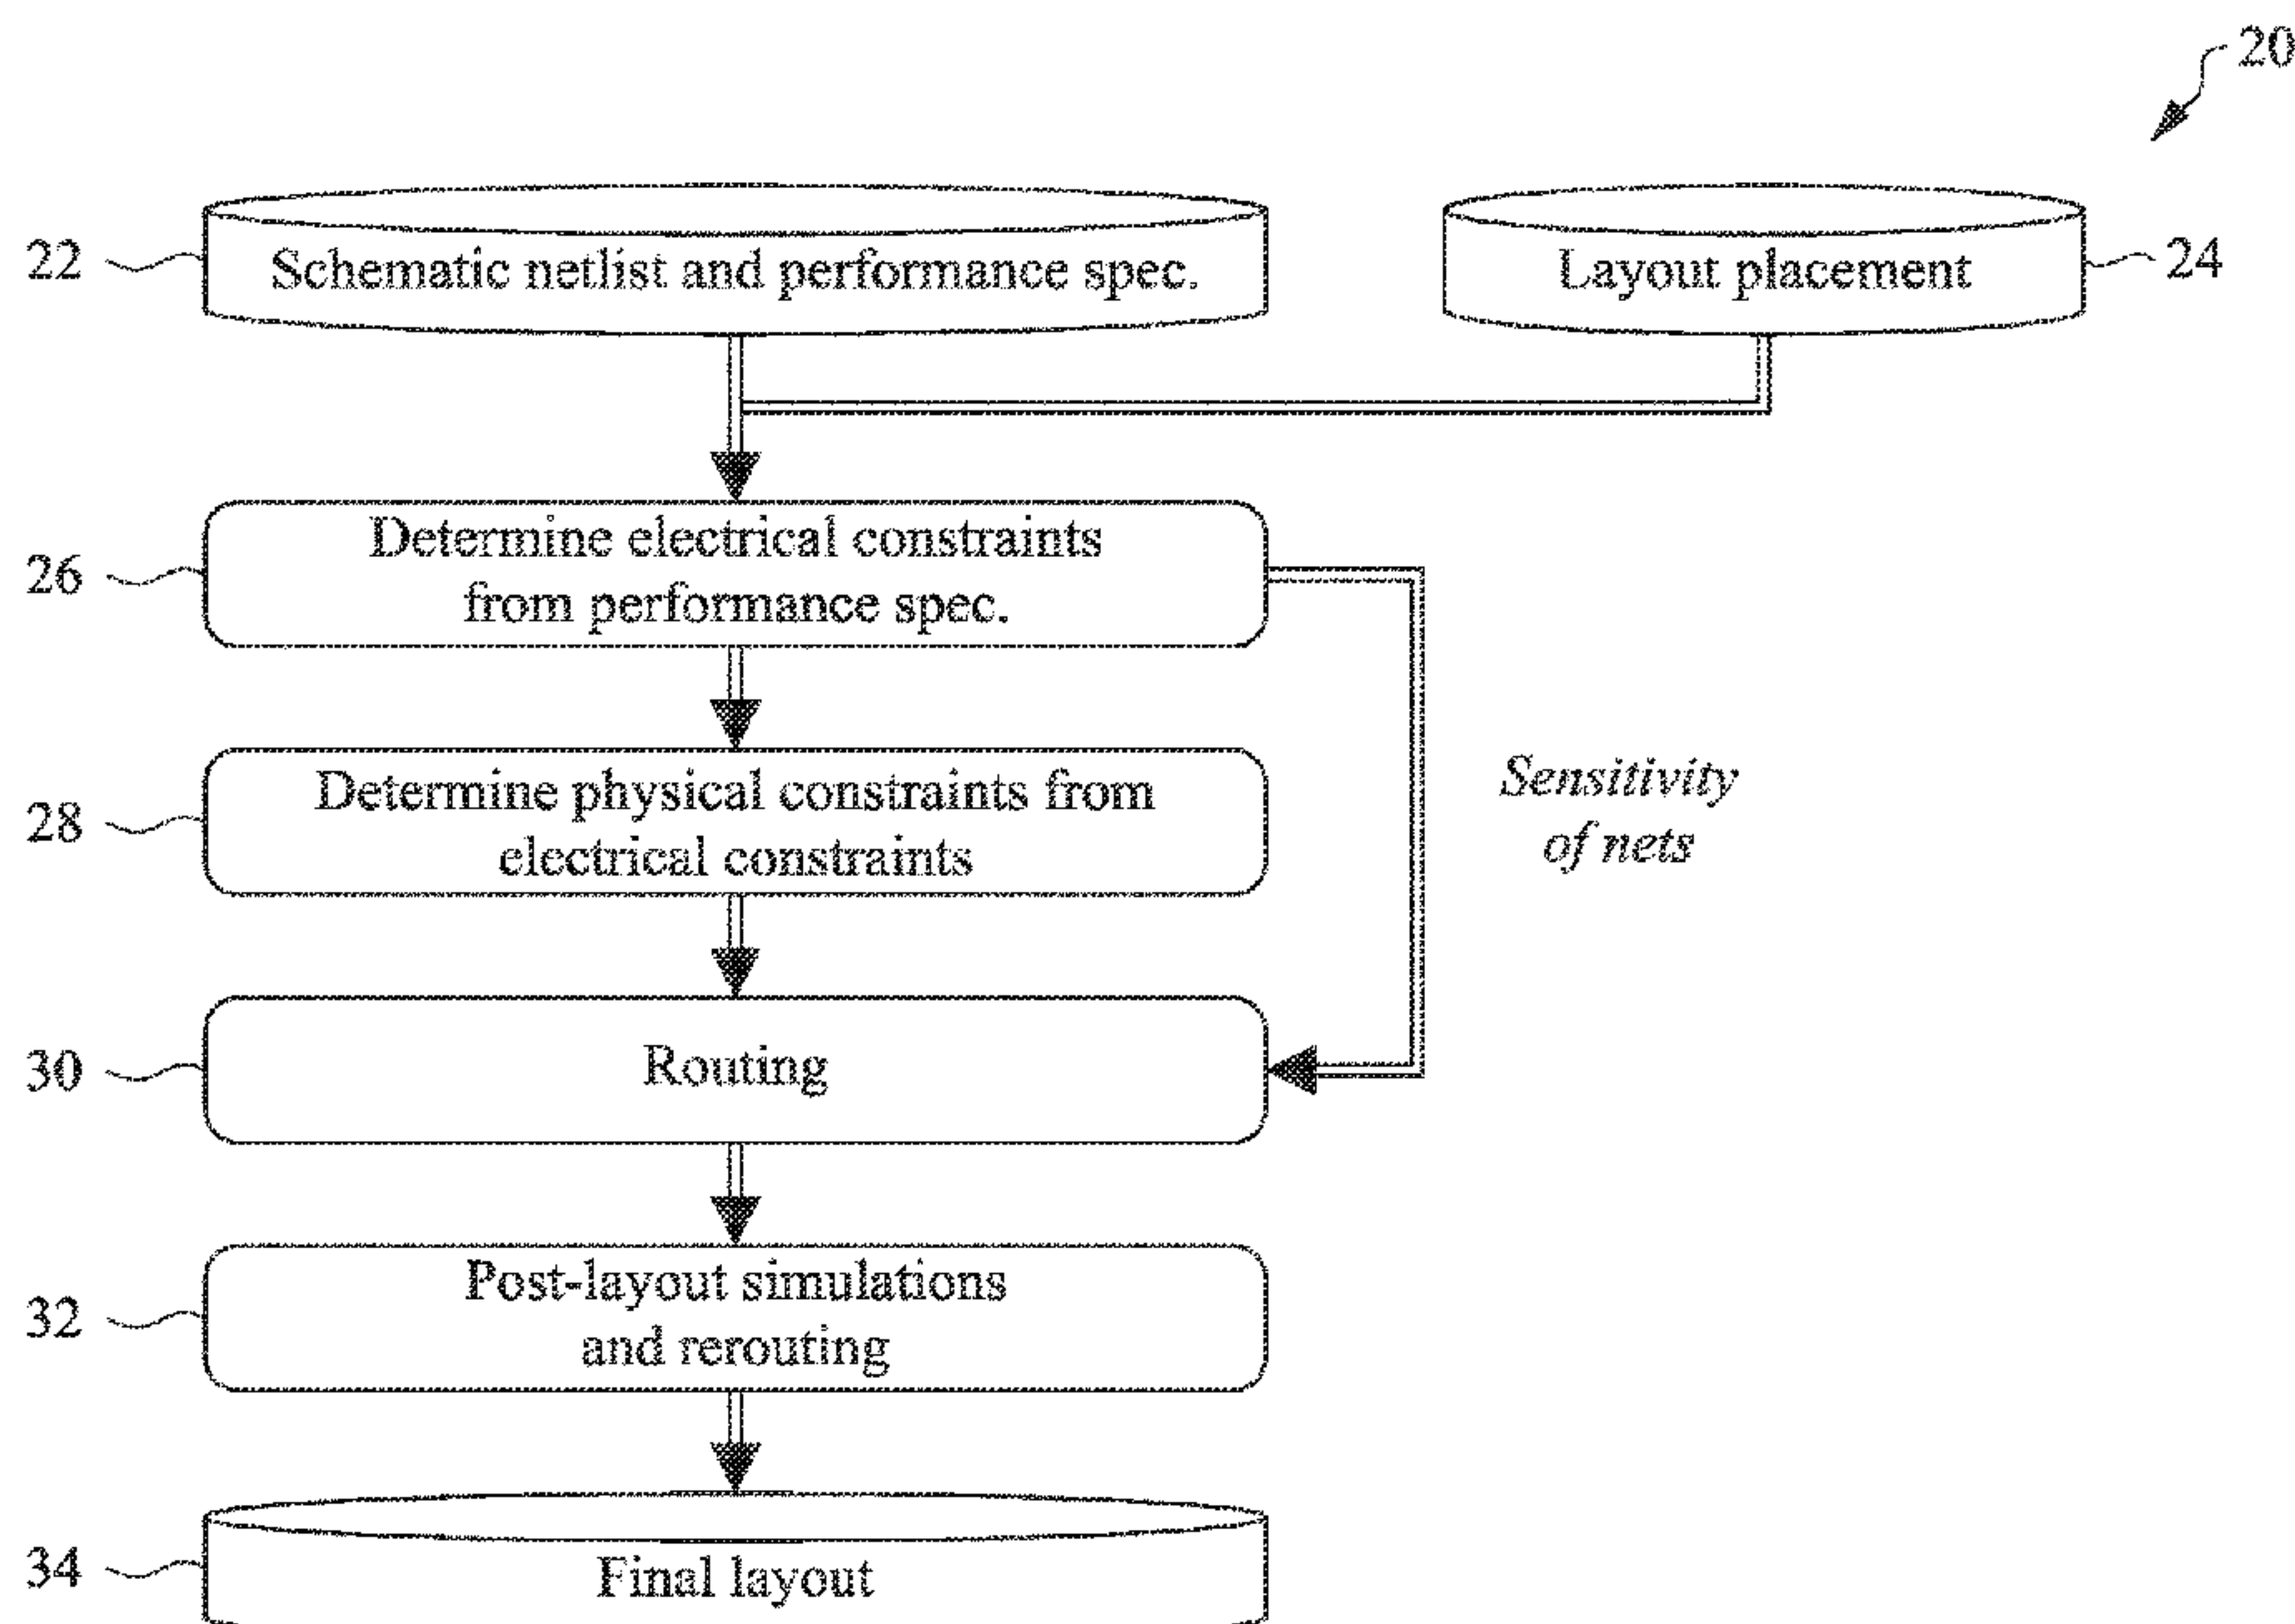 20
22
Schematic netlist and performance spec.
Layout placement
24
26
Determine electrical constraints
from performance spec.
28
Determine physical constraints from
electrical constraints
Sensitivity
of nets
30
Routing
32
Post-layout simulations
and rerouting
34
Final layout